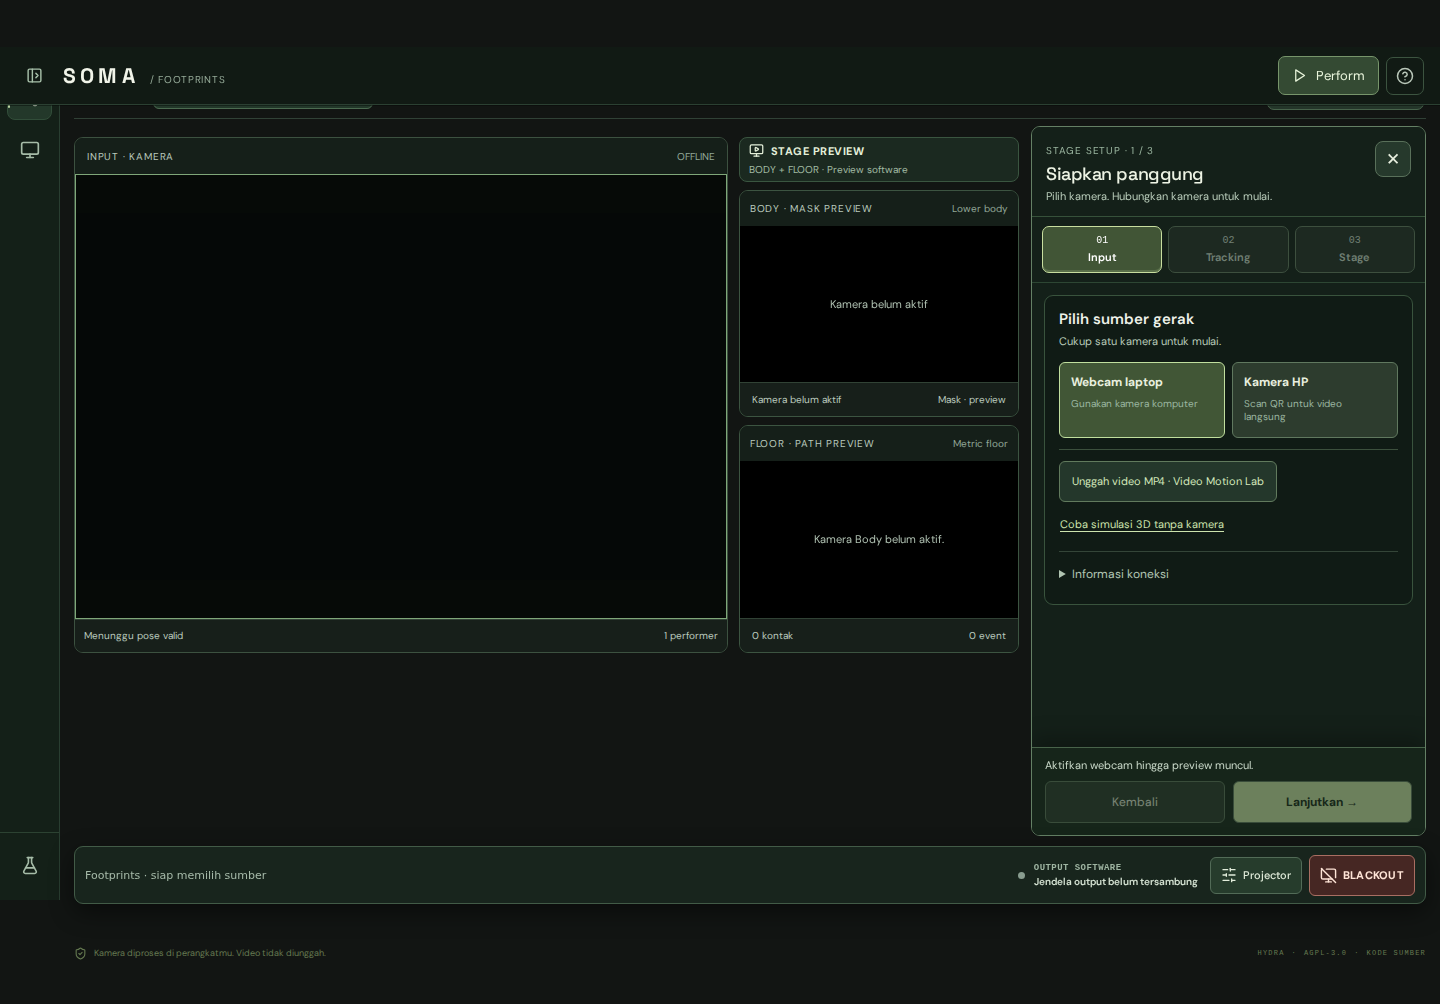 SOMA / FOOTPRINTS
Perform
INPUT · KAMERA
OFFLINE
Menunggu pose valid
1 performer
STAGE PREVIEW
BODY + FLOOR · Preview software
BODY · MASK PREVIEW
Lower body
Kamera belum aktif
Kamera belum aktif
Mask · preview
FLOOR · PATH PREVIEW
Metric floor
Kamera Body belum aktif.
0 kontak
0 event
STAGE SETUP · 1 / 3
Siapkan panggung
Pilih kamera. Hubungkan kamera untuk mulai.
01
Input
02
Tracking
03
Stage
Pilih sumber gerak
Cukup satu kamera untuk mulai.
Webcam laptop
Gunakan kamera komputer
Kamera HP
Scan QR untuk video
langsung
Unggah video MP4 · Video Motion Lab
Coba simulasi 3D tanpa kamera
Informasi koneksi
Aktifkan webcam hingga preview muncul.
Kembali
Lanjutkan →
Footprints · siap memilih sumber
OUTPUT SOFTWARE
Jendela output belum tersambung
Projector
BLACKOUT
Kamera diproses di perangkatmu. Video tidak diunggah.
HYDRA · AGPL-3.0 · KODE SUMBER